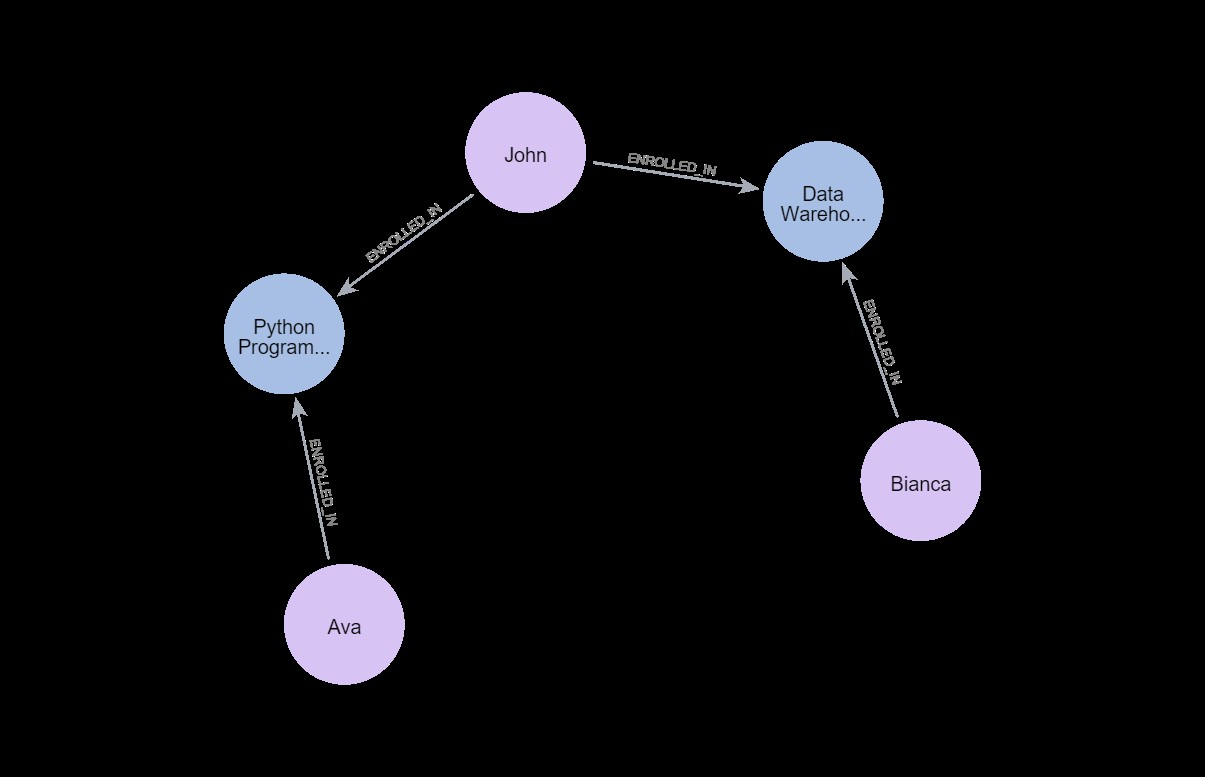 John
ENROLLED_IN
Data
Wareho...
ENROLLED_IN
Python
Program...
ENROLLED_IN
Bianca
ENROLLED_IN
Ava